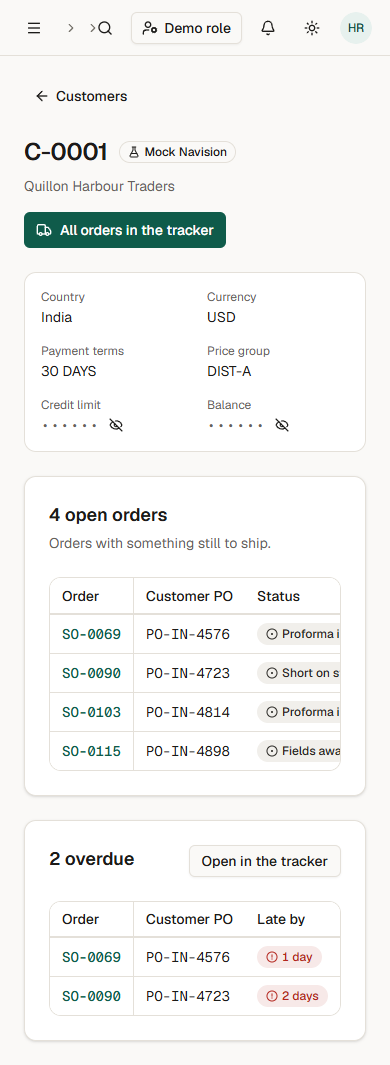 Demo role
HR
Customers
C-0001 Mock Navision
Quillon Harbour Traders
All orders in the tracker
Country Currency
India USD
Payment terms Price group
30 DAYS DIST-A
Credit limit Balance
•••••• ••••••
4 open orders
Orders with something still to ship.
Order Customer PO Status
SO-0069 PO-IN-4576 Proforma i
SO-0090 PO-IN-4723 Short on s
SO-0103 PO-IN-4814 Proforma i
SO-0115 PO-IN-4898 Fields awa
2 overdue Open in the tracker
Order Customer PO Late by
SO-0069 PO-IN-4576 1 day
SO-0090 PO-IN-4723 2 days